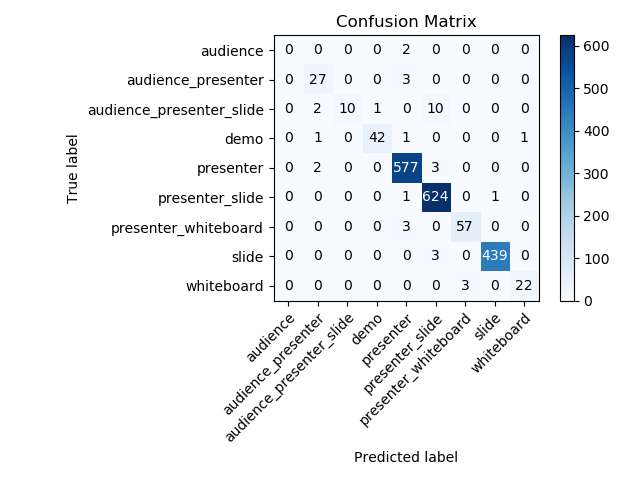 Confusion Matrix
audience 0 0 0 0 2 0 0 0 0
audience_presenter 0 27 0 0 3 0 0 0 0
audience_presenter_slide 0 2 10 1 0 10 0 0 0
demo 0 1 0 42 1 0 0 0 1
presenter 0 2 0 0 577 3 0 0 0
presenter_slide 0 0 0 0 1 624 0 1 0
presenter_whiteboard 0 0 0 0 3 0 57 0 0
slide 0 0 0 0 0 3 0 439 0
whiteboard 0 0 0 0 0 0 3 0 22
True label
audience
audience_presenter
audience_presenter_slide
demo
presenter
presenter_slide
presenter_whiteboard
slide
whiteboard
Predicted label
600
500
400
300
200
100
0